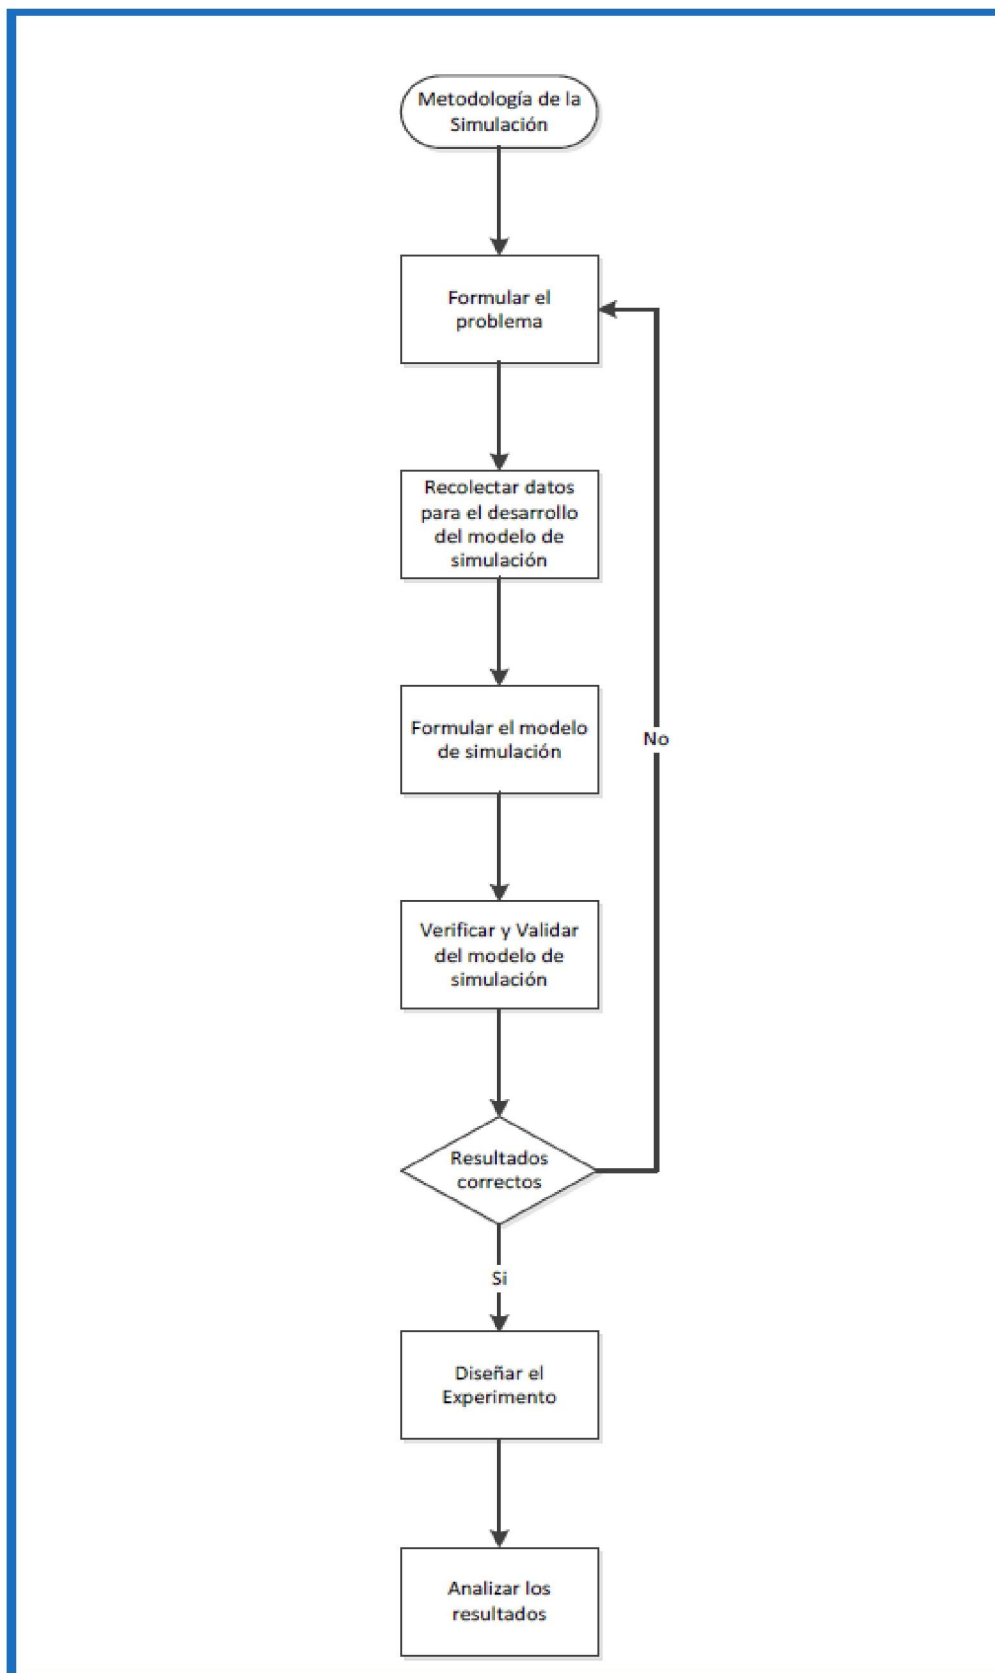 Metodología de la
Simulación
Formular el
problema
Recolectar datos
para el desarrollo
del modelo de
simulación
Formular el modelo
de simulación
No
Verificar y Validar
del modelo de
simulación
Resultados
correctos
Si
Diseñar el
Experimento
Analizar los
resultados